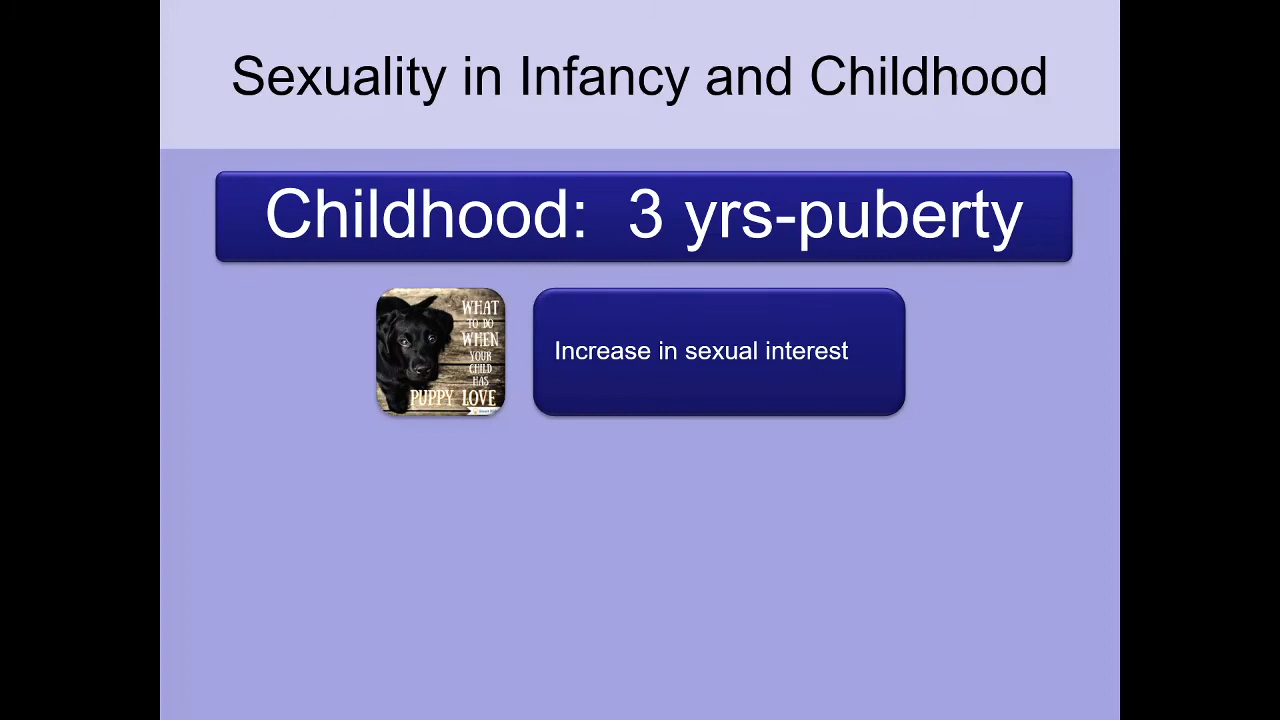 Sexuality in Infancy and Childhood
Childhood: 3 yrs-puberty
WHAT
TO DO
WHEN
YOUR
CHILD
HAS
PUPPY LOVE
Increase in sexual interest